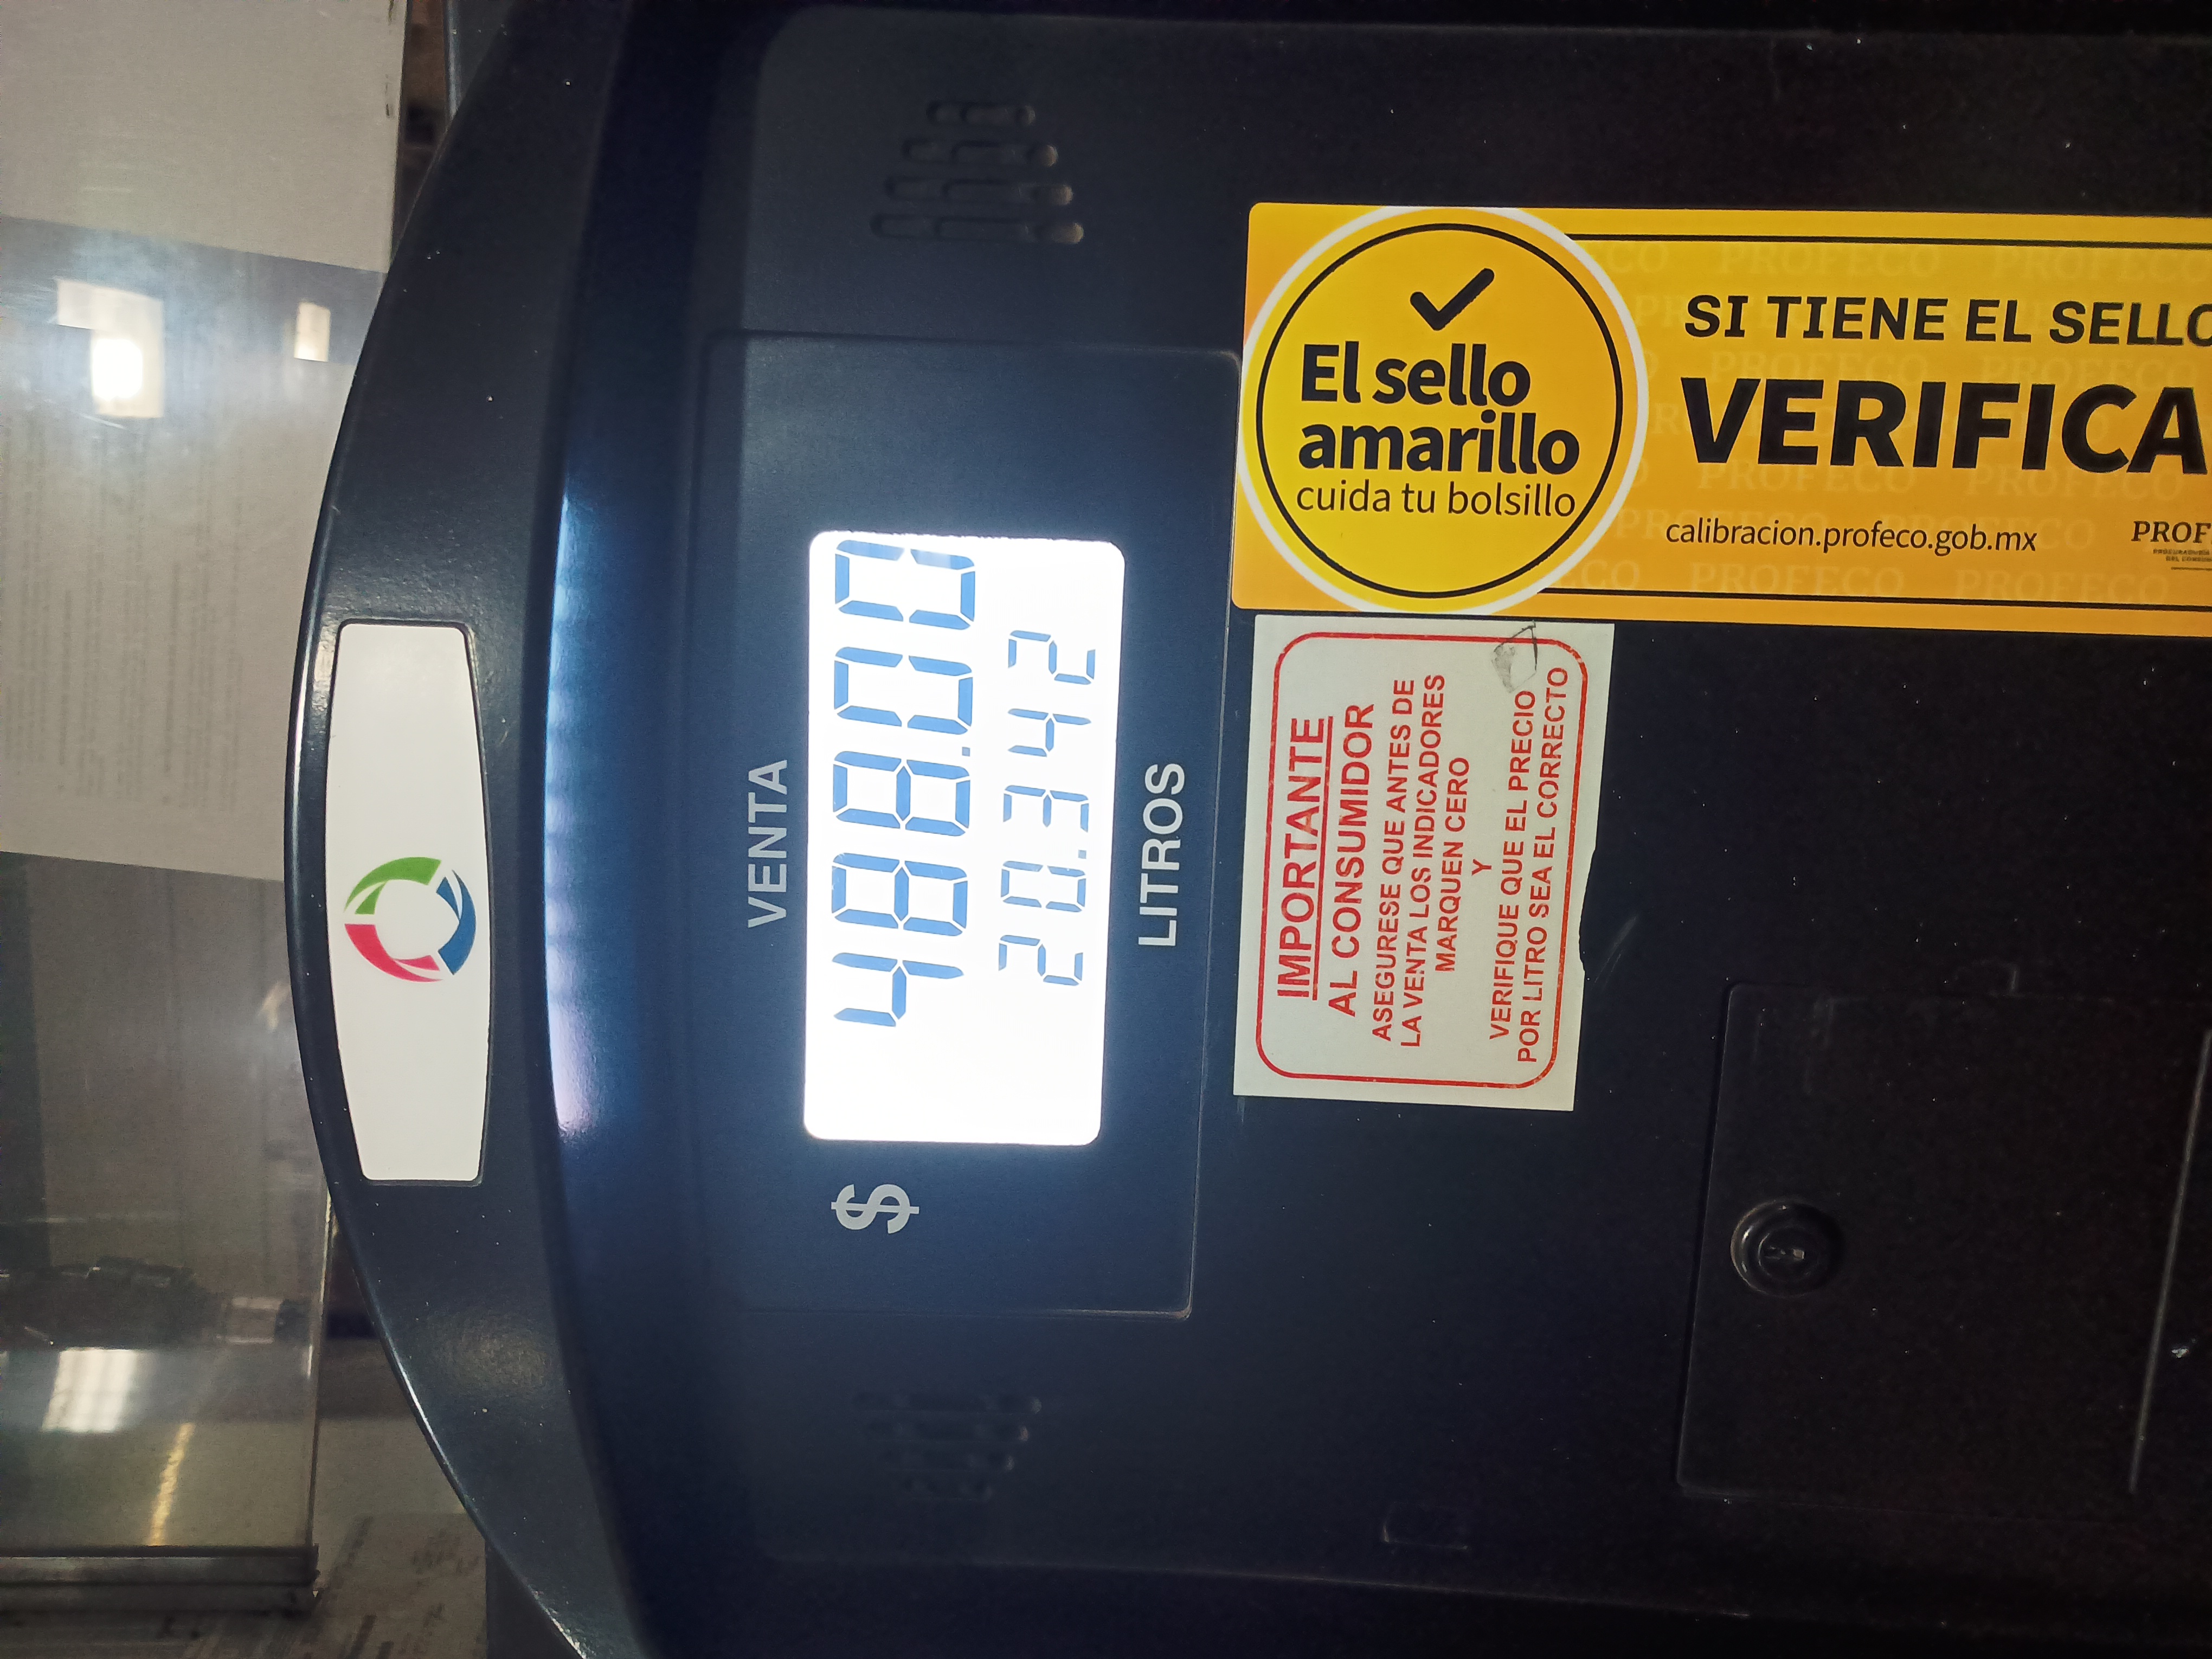 VENTA
$ 488.00
20.342
LITROS
El sello
amarillo
cuida tu bolsillo
SI TIENE EL SELLO
VERIFICA
calibracion.profeco.gob.mx
PROF
IMPORTANTE
AL CONSUMIDOR
ASEGURESE QUE ANTES DE
LA VENTA LOS INDICADORES
MARQUEN CERO
Y
VERIFIQUE QUE EL PRECIO
POR LITRO SEA EL CORRECTO